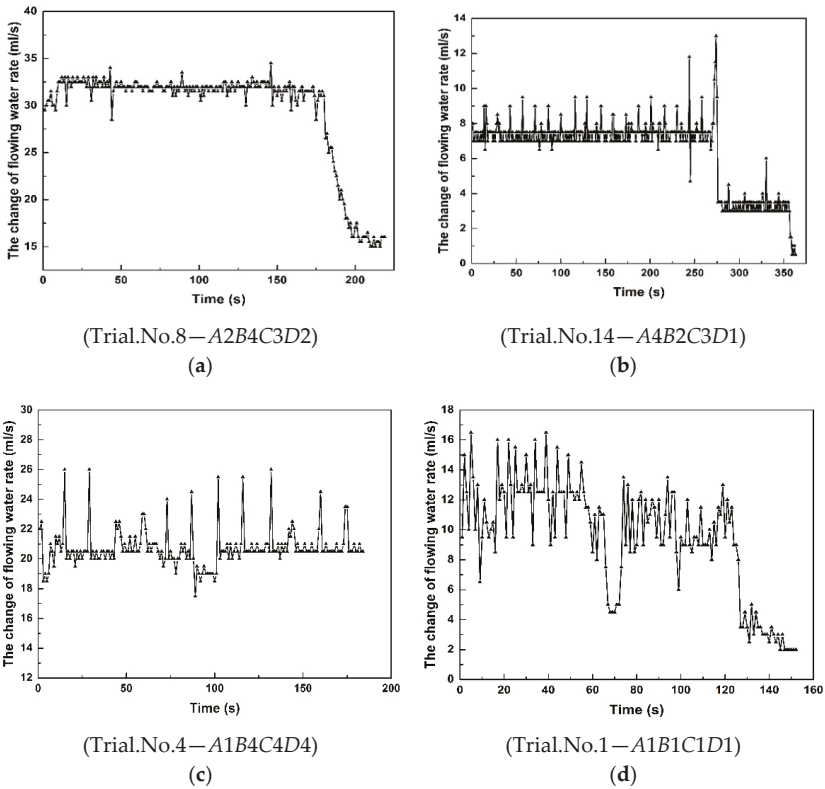 The change of flowing water rate (ml/s)
40
35
30
25
20
15
0 50 100 150 200
Time (s)
(Trial.No.8—A2B4C3D2)
(a)
The change of flowing water rate (ml/s)
14
12
10
8
6
4
2
0
0 50 100 150 200 250 300 350
Time (s)
(Trial.No.14—A4B2C3D1)
(b)
The change of flowing water rate (ml/s)
30
28
26
24
22
20
18
16
14
12
0 50 100 150 200
Time (s)
(Trial.No.4—A1B4C4D4)
(c)
The change of flowing water rate (ml/s)
18
16
14
12
10
8
6
4
2
0
0 20 40 60 80 100 120 140 160
Time (s)
(Trial.No.1—A1B1C1D1)
(d)